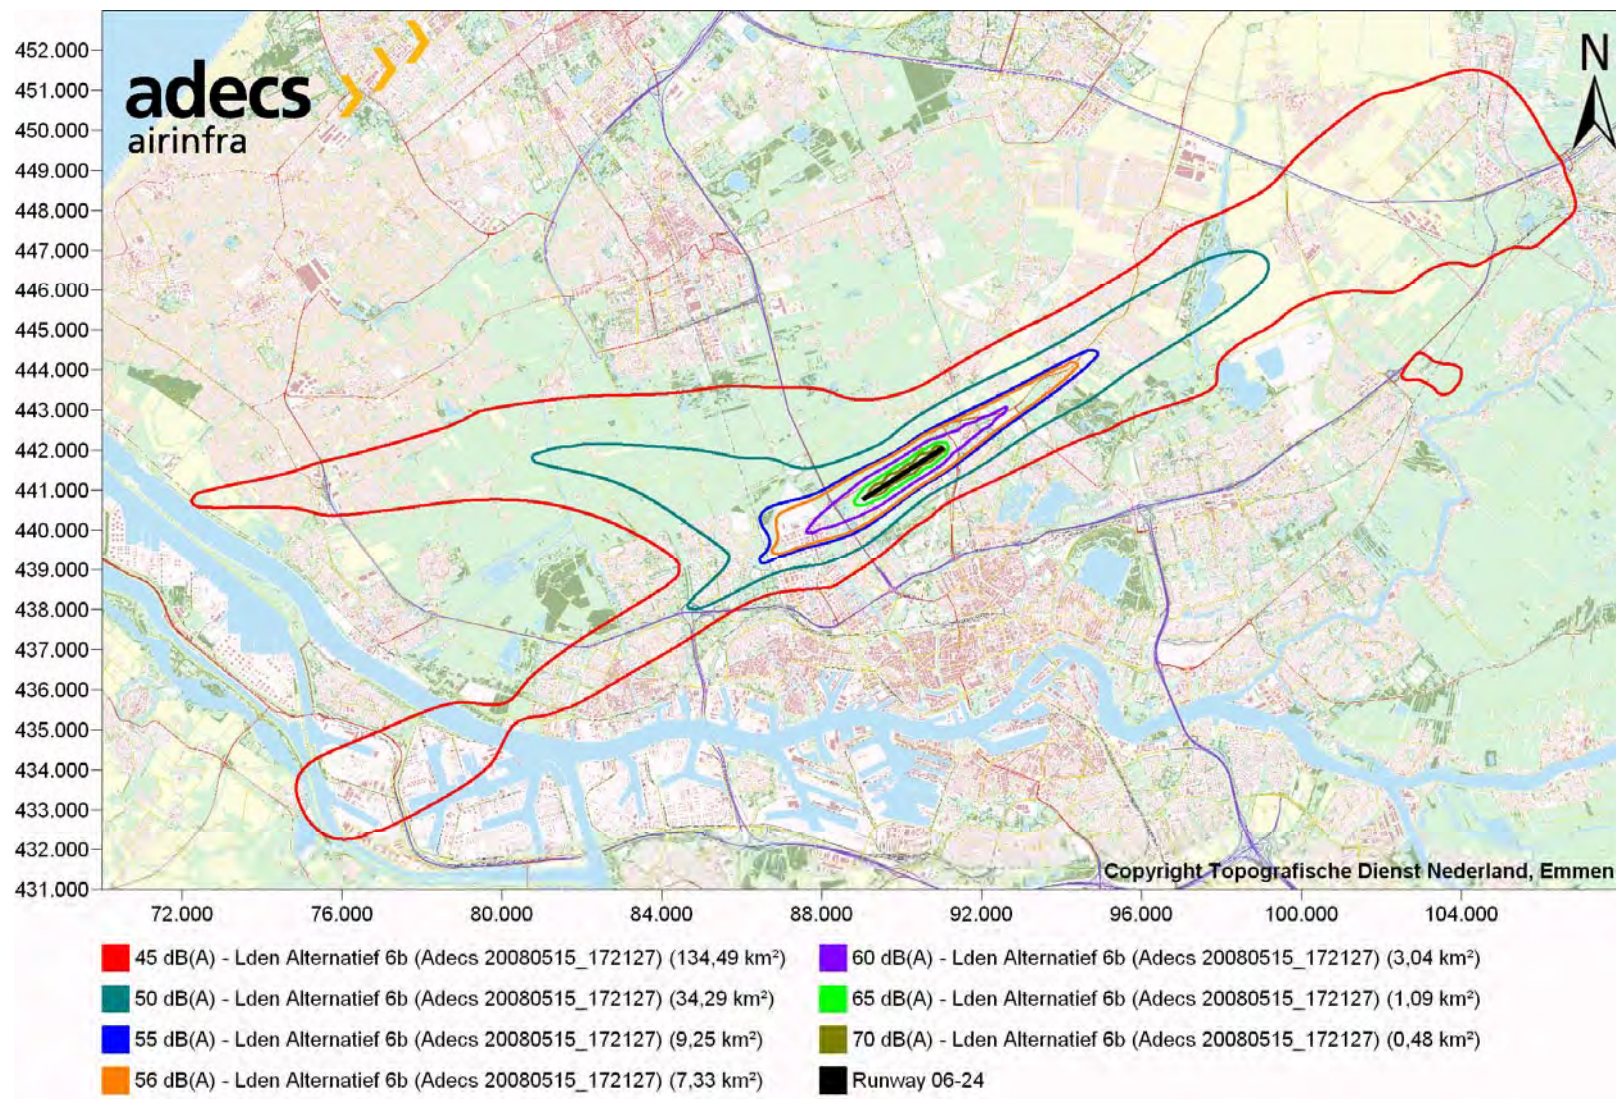 452.000
451.000
450.000
449.000
448.000
447.000
446.000
445.000
444.000
443.000
442.000
441.000
440.000
439.000
438.000
437.000
436.000
435.000
434.000
433.000
432.000
431.000
adecs
airinfra
N
Copyright Topografische Dienst Nederland, Emmen
72.000 76.000 80.000 84.000 88.000 92.000 96.000 100.000 104.000
45 dB(A) - Lden Alternatief 6b (Adecs 20080515_172127) (134,49 km²)
50 dB(A) - Lden Alternatief 6b (Adecs 20080515_172127) (34,29 km²)
55 dB(A) - Lden Alternatief 6b (Adecs 20080515_172127) (9,25 km²)
56 dB(A) - Lden Alternatief 6b (Adecs 20080515_172127) (7,33 km²)
60 dB(A) - Lden Alternatief 6b (Adecs 20080515_172127) (3,04 km²)
65 dB(A) - Lden Alternatief 6b (Adecs 20080515_172127) (1,09 km²)
70 dB(A) - Lden Alternatief 6b (Adecs 20080515_172127) (0,48 km²)
Runway 06-24